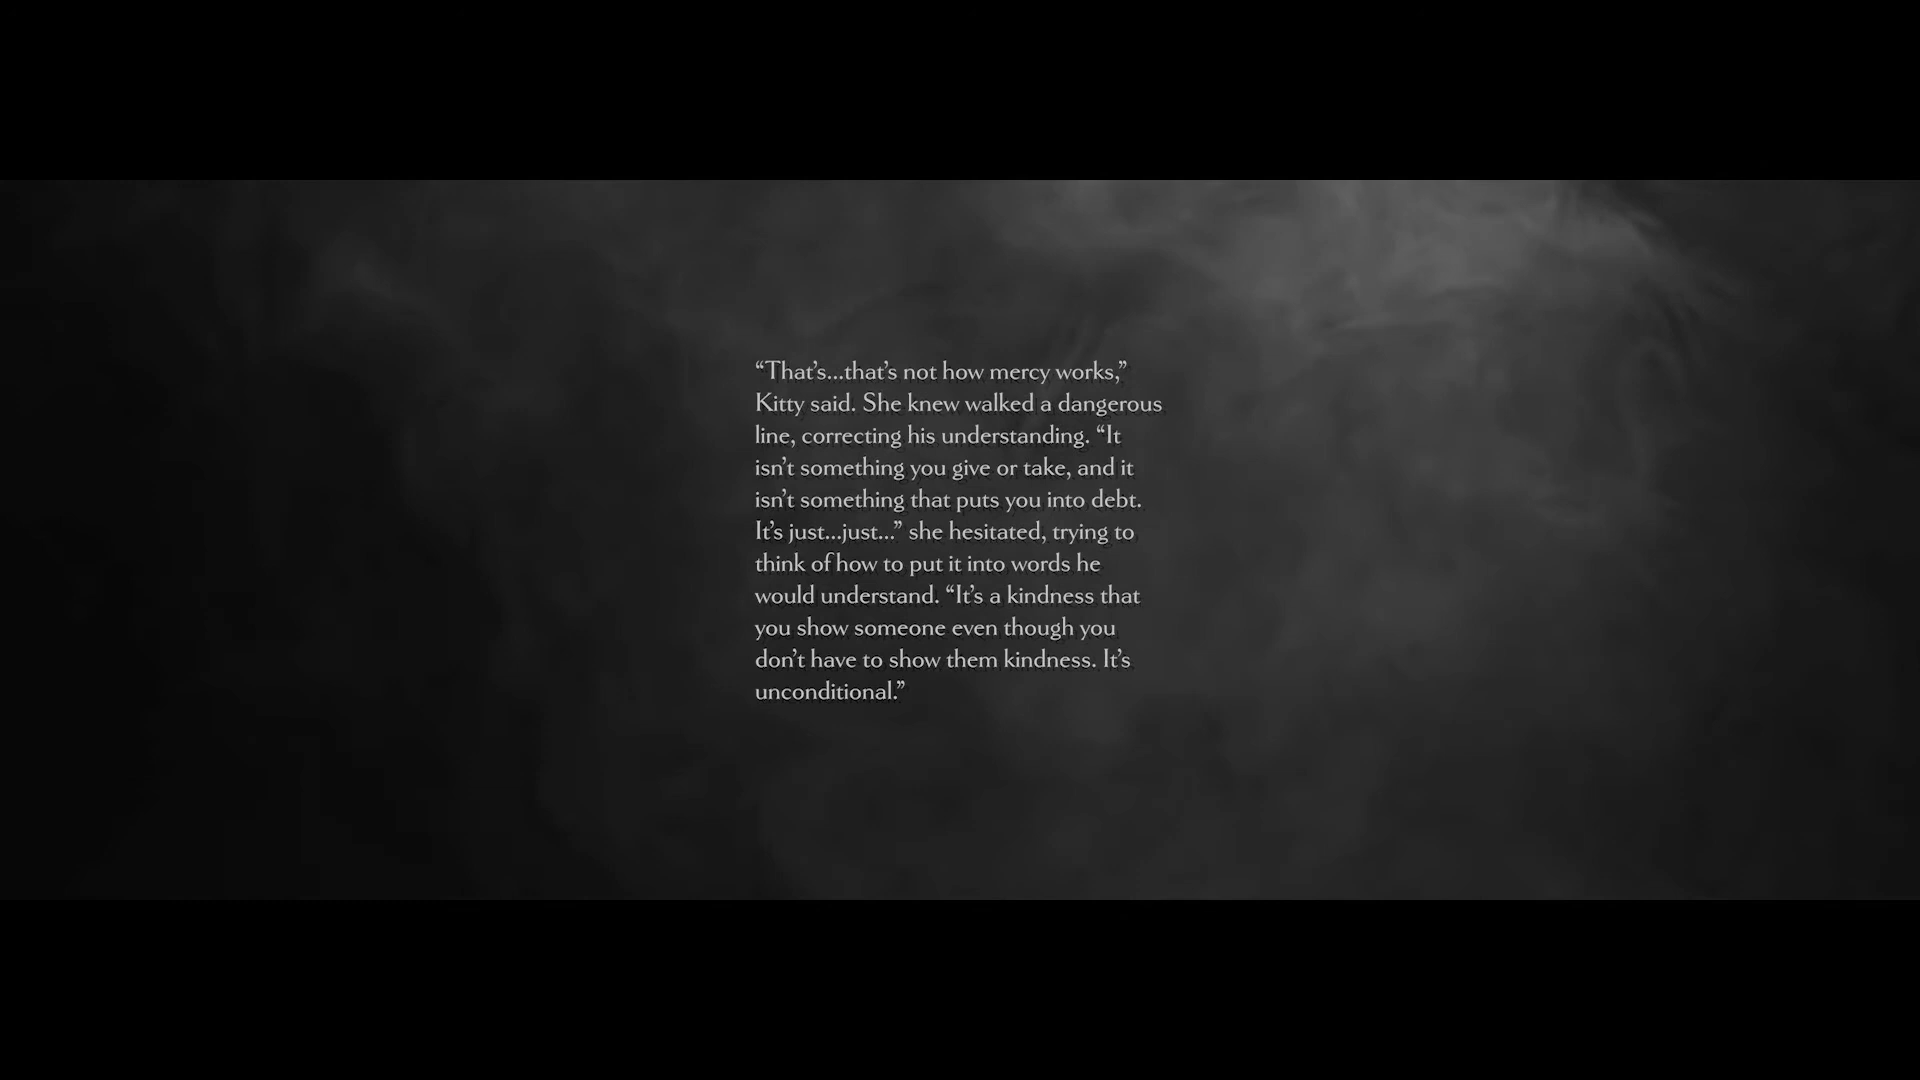 “That’s...that’s not how mercy works,”
Kitty said. She knew walked a dangerous
line, correcting his understanding. “It
isn’t something you give or take, and it
isn’t something that puts you into debt.
It’s just...just...” she hesitated, trying to
think of how to put it into words he
would understand. “It’s a kindness that
you show someone even though you
don’t have to show them kindness. It’s
unconditional.”